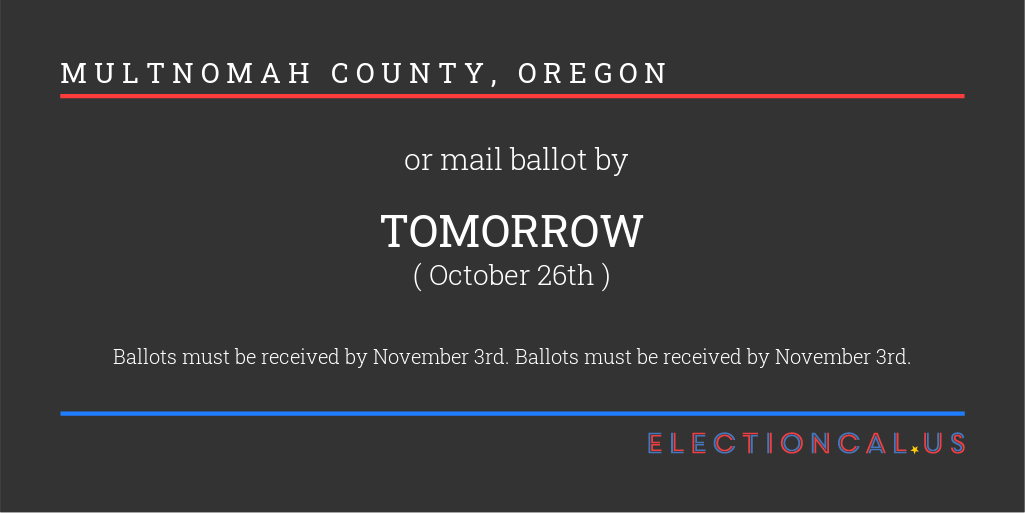 MULTNOMAH COUNTY, OREGON
or mail ballot by
TOMORROW
( October 26th )
Ballots must be received by November 3rd. Ballots must be received by November 3rd.
ELECTIONCAL.US